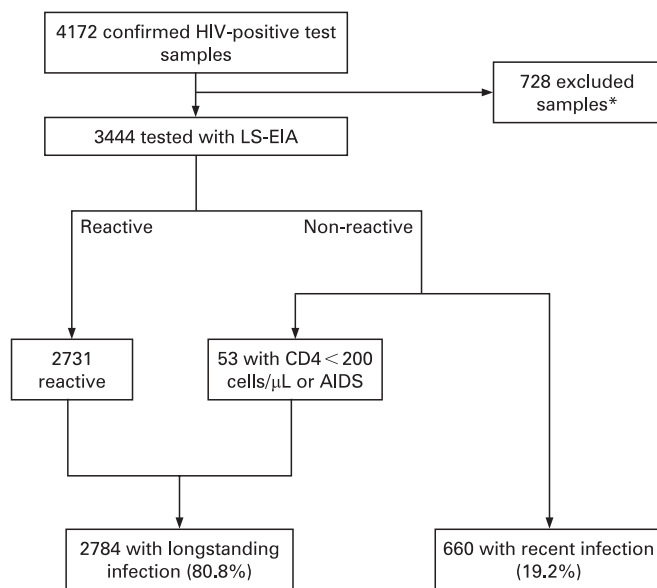 4172 confirmed HIV-positive test
samples
728 excluded
samples*
3444 tested with LS-EIA
Reactive
Non-reactive
2731
reactive
53 with CD4 < 200
cells/μL or AIDS
2784 with longstanding
infection (80.8%)
660 with recent infection
(19.2%)